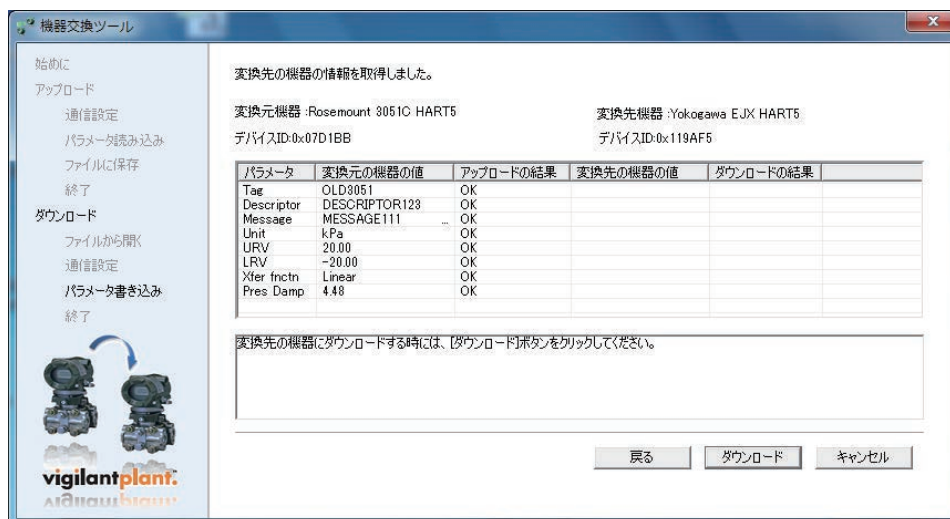 機器交換ツール
始めに
アップロード
通信設定
パラメータ読み込み
ファイルに保存
終了
ダウンロード
ファイルから開く
通信設定
パラメータ書き込み
終了
vigilantplant.
変換先の機器の情報を取得しました。
変換元機器 :Rosemount 3051C HART5 変換先機器 :Yokogawa EJX HART5
デバイスID:0x07D1BB デバイスID:0x119AF5
パラメータ 変換元の機器の値 アップロードの結果 変換先の機器の値 ダウンロードの結果
Tag OLD3051 OK
Descriptor DESCRIPTOR123 OK
Message MESSAGE111 ... OK
Unit kPa OK
URV 20.00 OK
LRV -20.00 OK
Xfer fnctn Linear OK
Pres Damp 4.48 OK
変換先の機器にダウンロードする時には、[ダウンロード]ボタンをクリックしてください。
戻る ダウンロード キャンセル